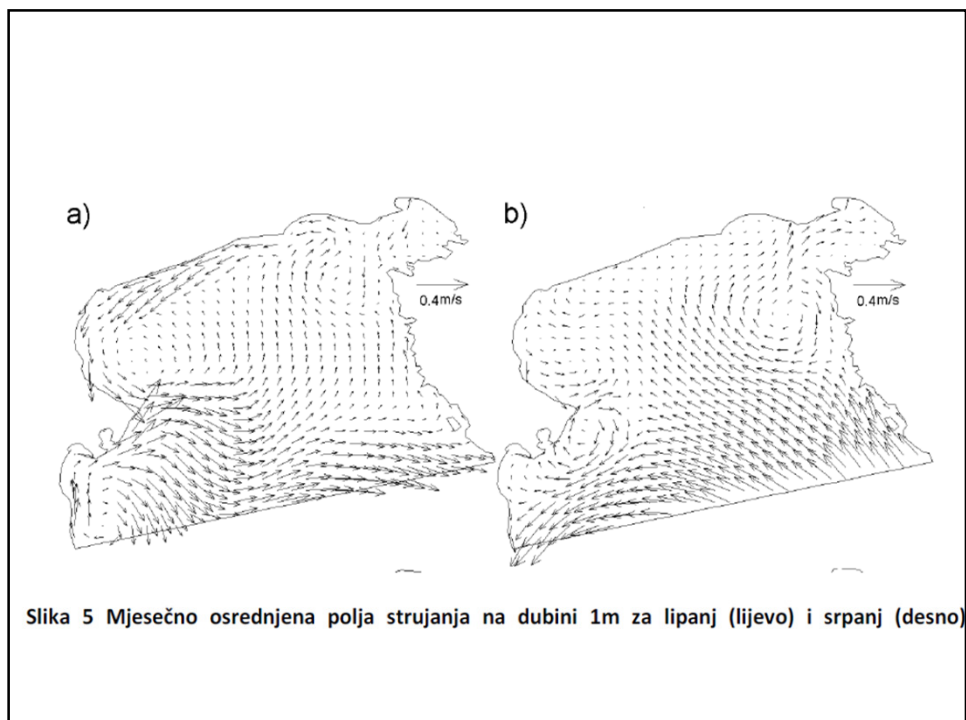 a)
b)
0.4m/s
0.4m/s
Slika 5 Mjesečno osrednjena polja strujanja na dubini 1m za lipanj (lijevo) i srpanj (desno)